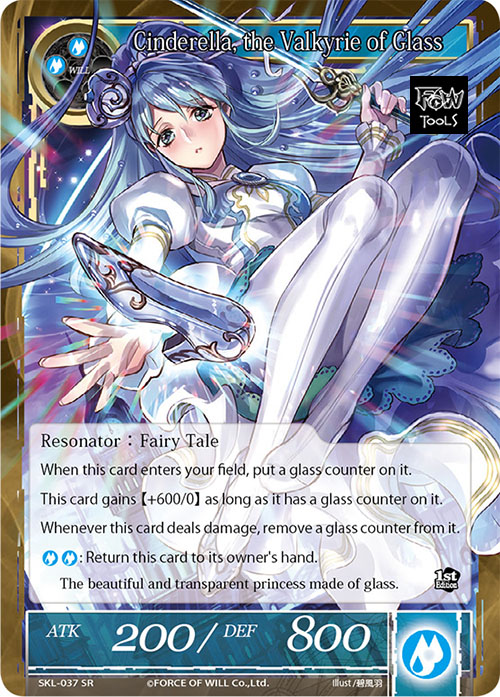 Cinderella, the Valkyrie of Glass
WILL
FOW
TOOLS
Resonator : Fairy Tale
When this card enters your field, put a glass counter on it.
This card gains 【+600/0】 as long as it has a glass counter on it.
Whenever this card deals damage, remove a glass counter from it.
: Return this card to its owner's hand.
The beautiful and transparent princess made of glass.
1st
Edition
ATK 200/ DEF 800
SKL-037 SR ©FORCE OF WILL Co.,Ltd. Illust/碧風羽